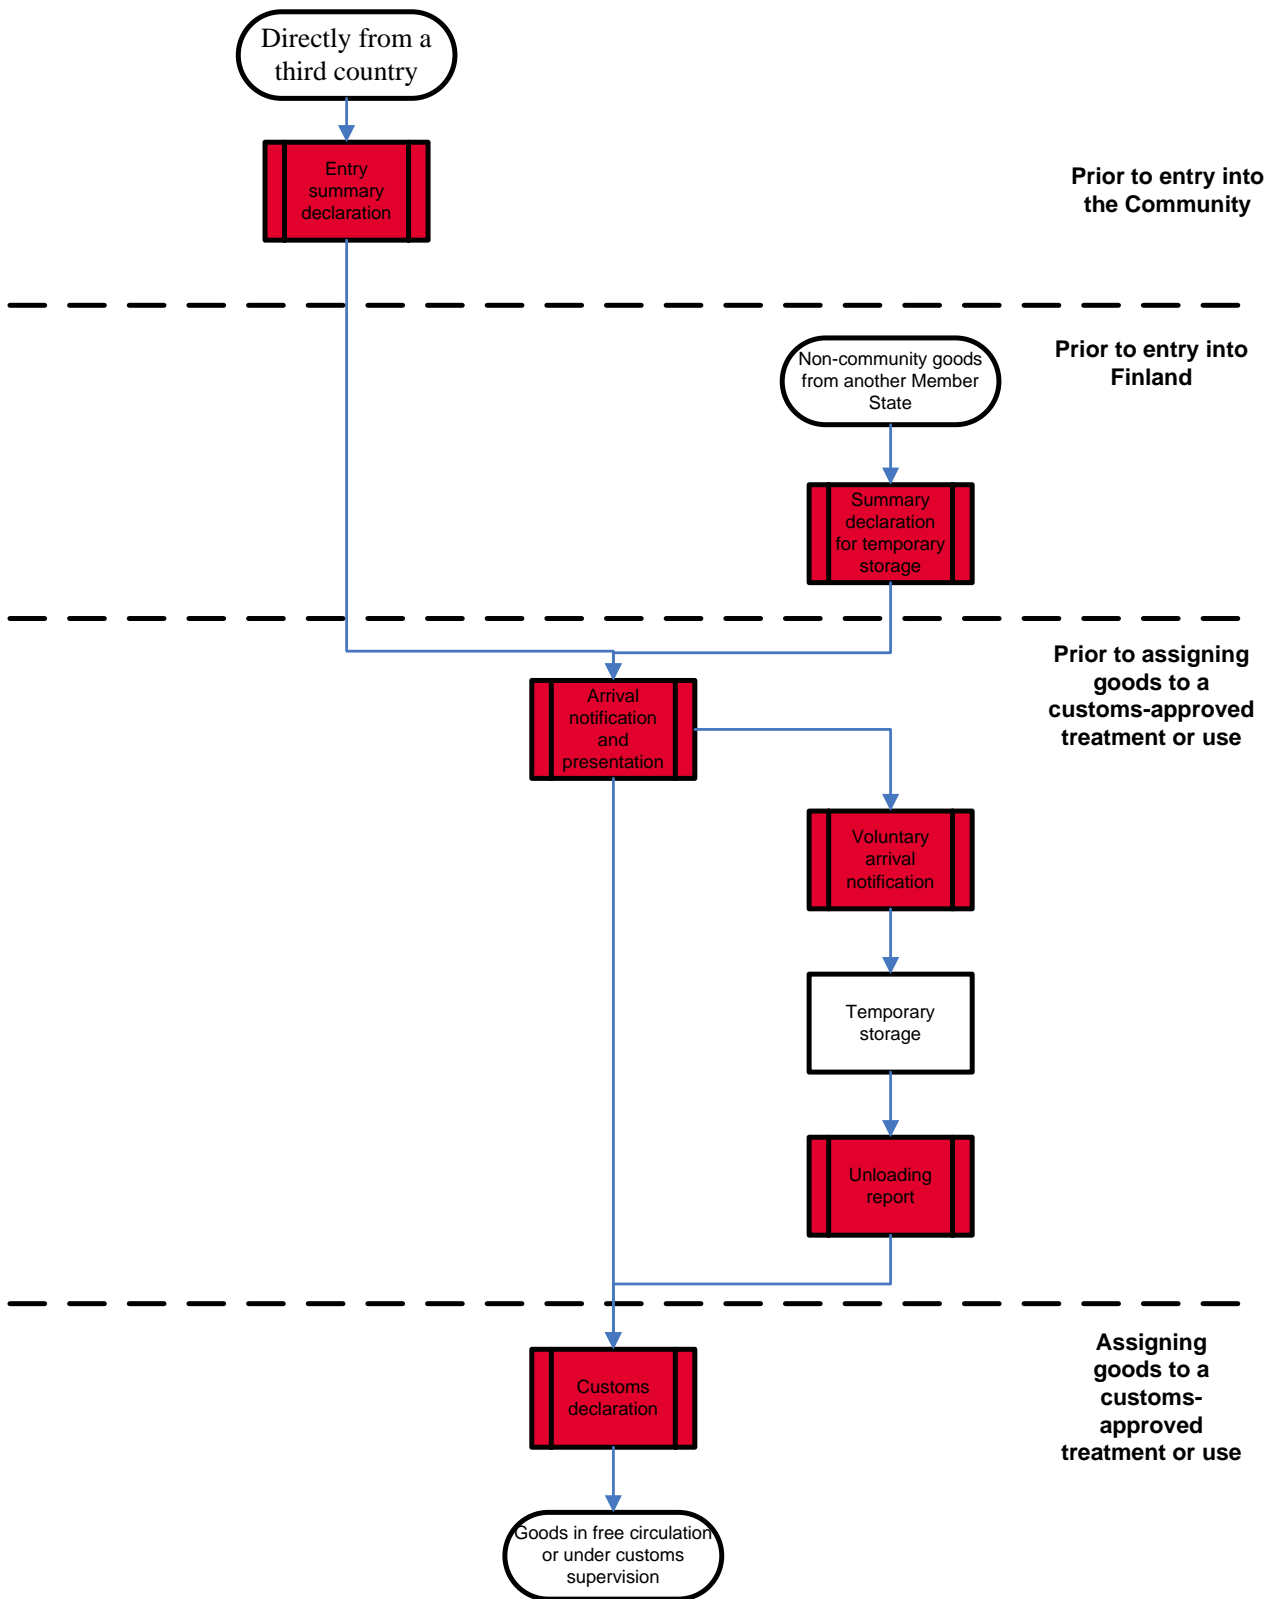 Directly from a
third country
Entry
summary
declaration
Prior to entry into
the Community
Non-community goods
from another Member
State
Prior to entry into
Finland
Summary
declaration
for temporary
storage
Arrival
notification
and
presentation
Prior to assigning
goods to a
customs-approved
treatment or use
Voluntary
arrival
notification
Temporary
storage
Unloading
report
Customs
declaration
Assigning
goods to a
customs-
approved
treatment or use
Goods in free circulation
or under customs
supervision